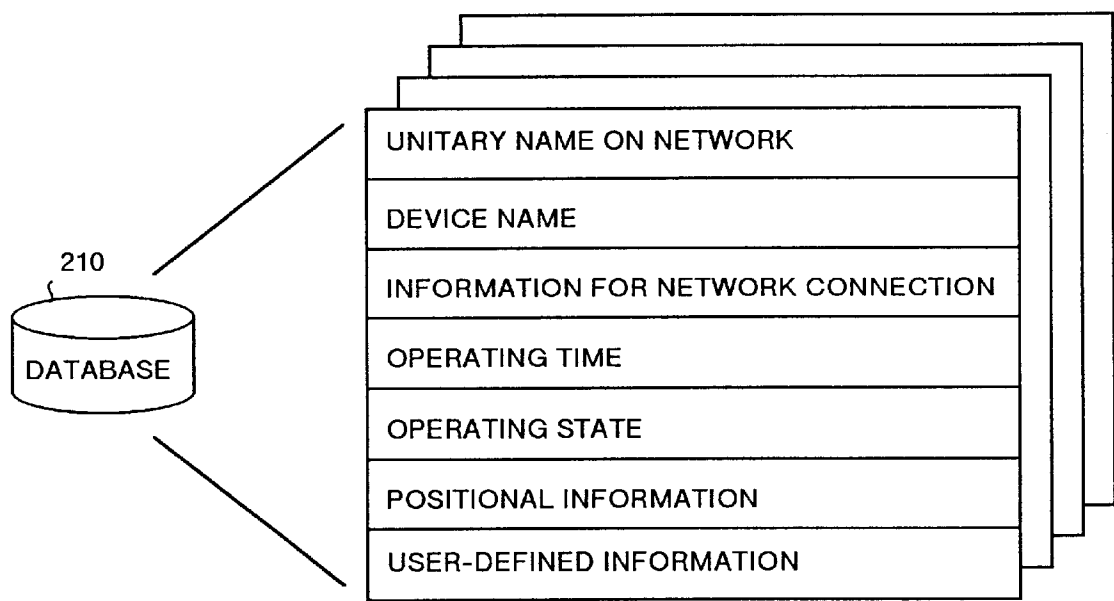 210
DATABASE
UNITARY NAME ON NETWORK
DEVICE NAME
INFORMATION FOR NETWORK CONNECTION
OPERATING TIME
OPERATING STATE
POSITIONAL INFORMATION
USER-DEFINED INFORMATION